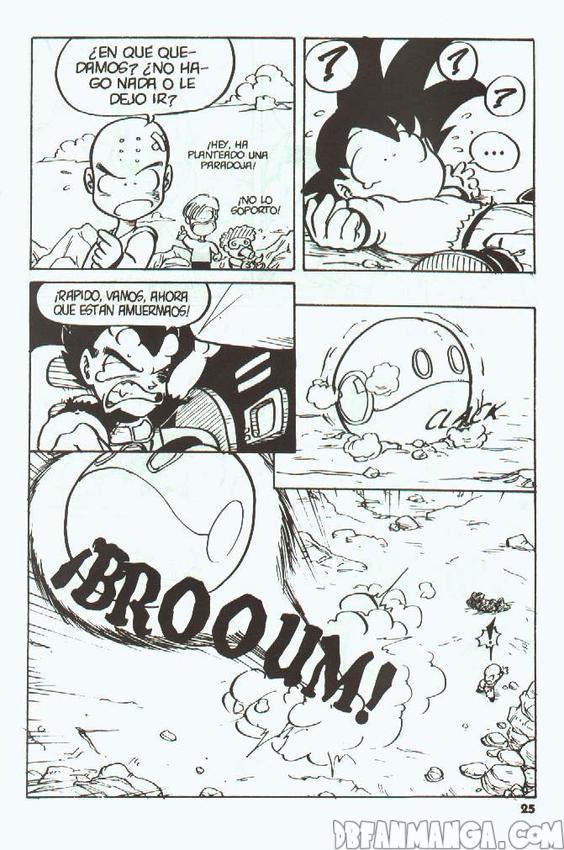 ¿EN QUE QUE-
DAMOS? ¿NO HA-
GO NADA O LE
DEJO IR?
¡HEY, HA
PLANTEADO UNA
PARADOJA!
¡NO LO
SOPORTO!
?
?
?
...
¡RAPIDO, VAMOS, AHORA
QUE ESTAN AMUERMAOS!
CLACK
¡BROOUM!
!
25
DBFANMANGA.COM